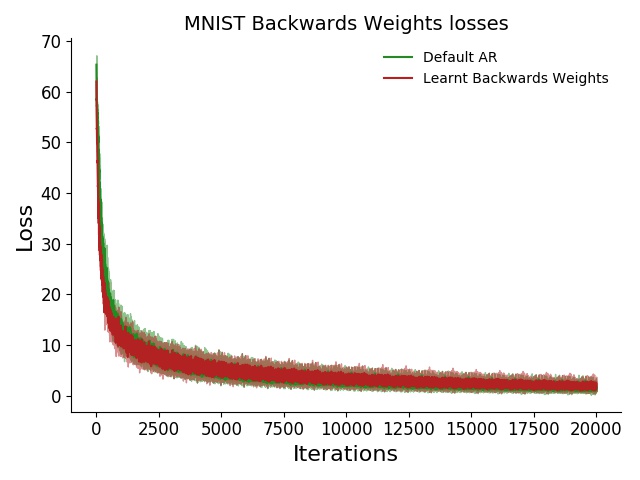 MNIST Backwards Weights losses
Default AR
Learnt Backwards Weights
Loss
70
60
50
40
30
20
10
0
0 2500 5000 7500 10000 12500 15000 17500 20000
Iterations